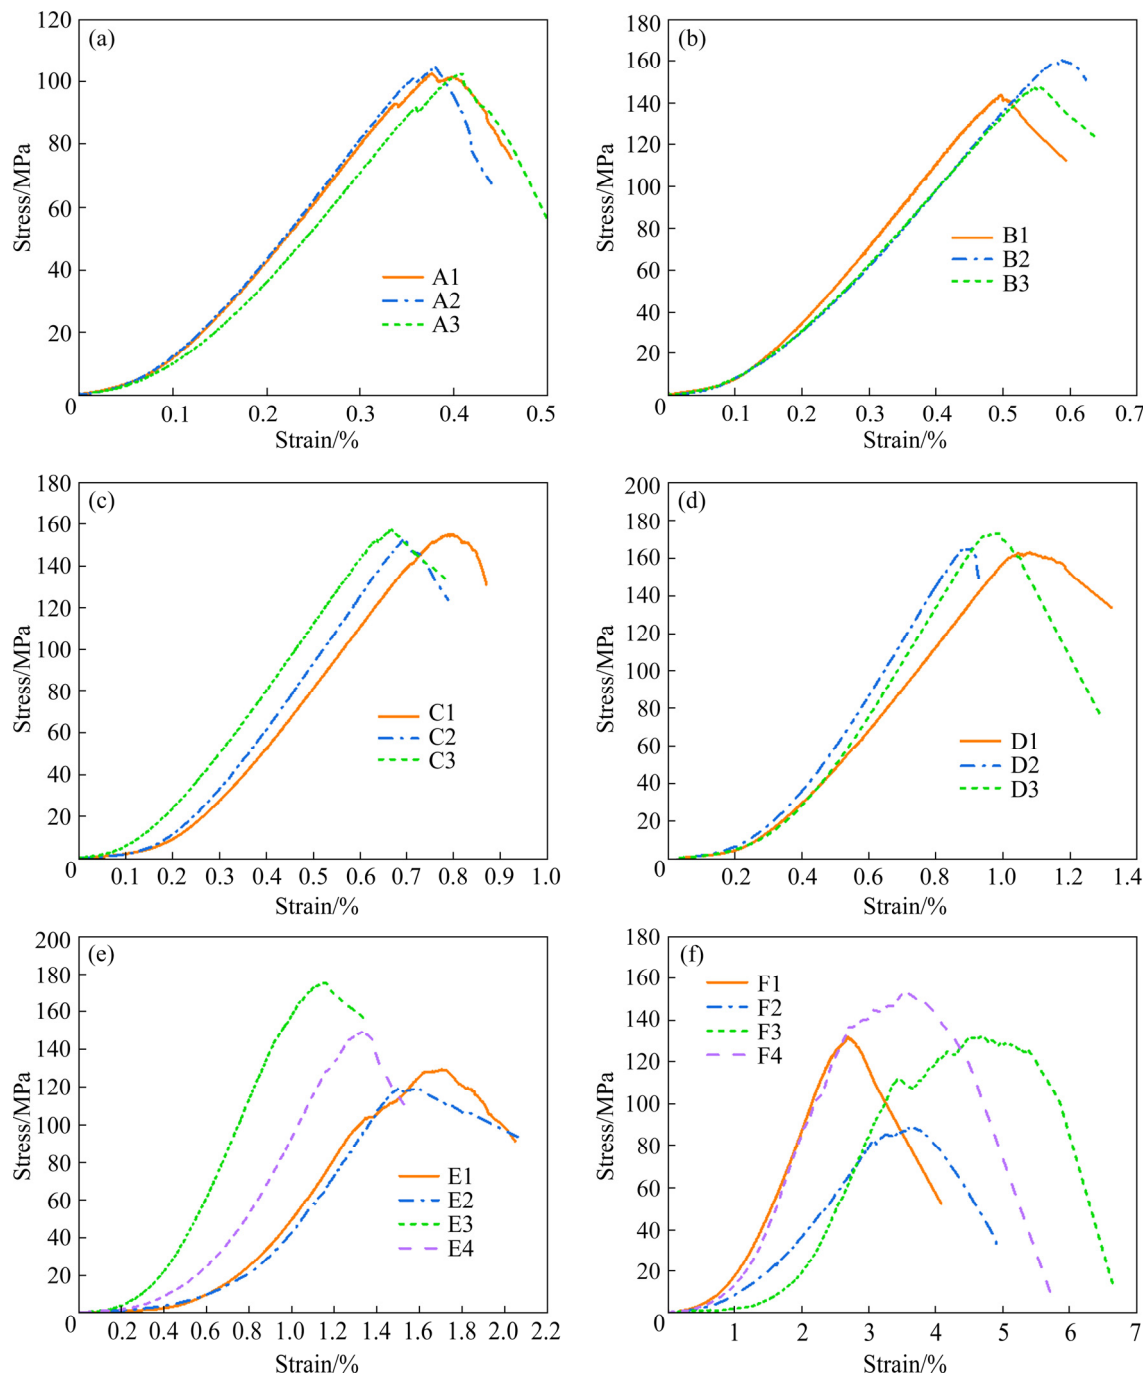 (a)
Stress/MPa
120
100
80
60
40
20
0
0.1 0.2 0.3 0.4 0.5
Strain/%
A1
A2
A3
(b)
Stress/MPa
180
160
140
120
100
80
60
40
20
0
0.1 0.2 0.3 0.4 0.5 0.6 0.7
Strain/%
B1
B2
B3
(c)
Stress/MPa
180
160
140
120
100
80
60
40
20
0
0.1 0.2 0.3 0.4 0.5 0.6 0.7 0.8 0.9 1.0
Strain/%
C1
C2
C3
(d)
Stress/MPa
200
180
160
140
120
100
80
60
40
20
0
0.2 0.4 0.6 0.8 1.0 1.2 1.4
Strain/%
D1
D2
D3
(e)
Stress/MPa
200
180
160
140
120
100
80
60
40
20
0
0.2 0.4 0.6 0.8 1.0 1.2 1.4 1.6 1.8 2.0 2.2
Strain/%
E1
E2
E3
E4
(f)
Stress/MPa
180
160
140
120
100
80
60
40
20
0
1 2 3 4 5 6 7
Strain/%
F1
F2
F3
F4